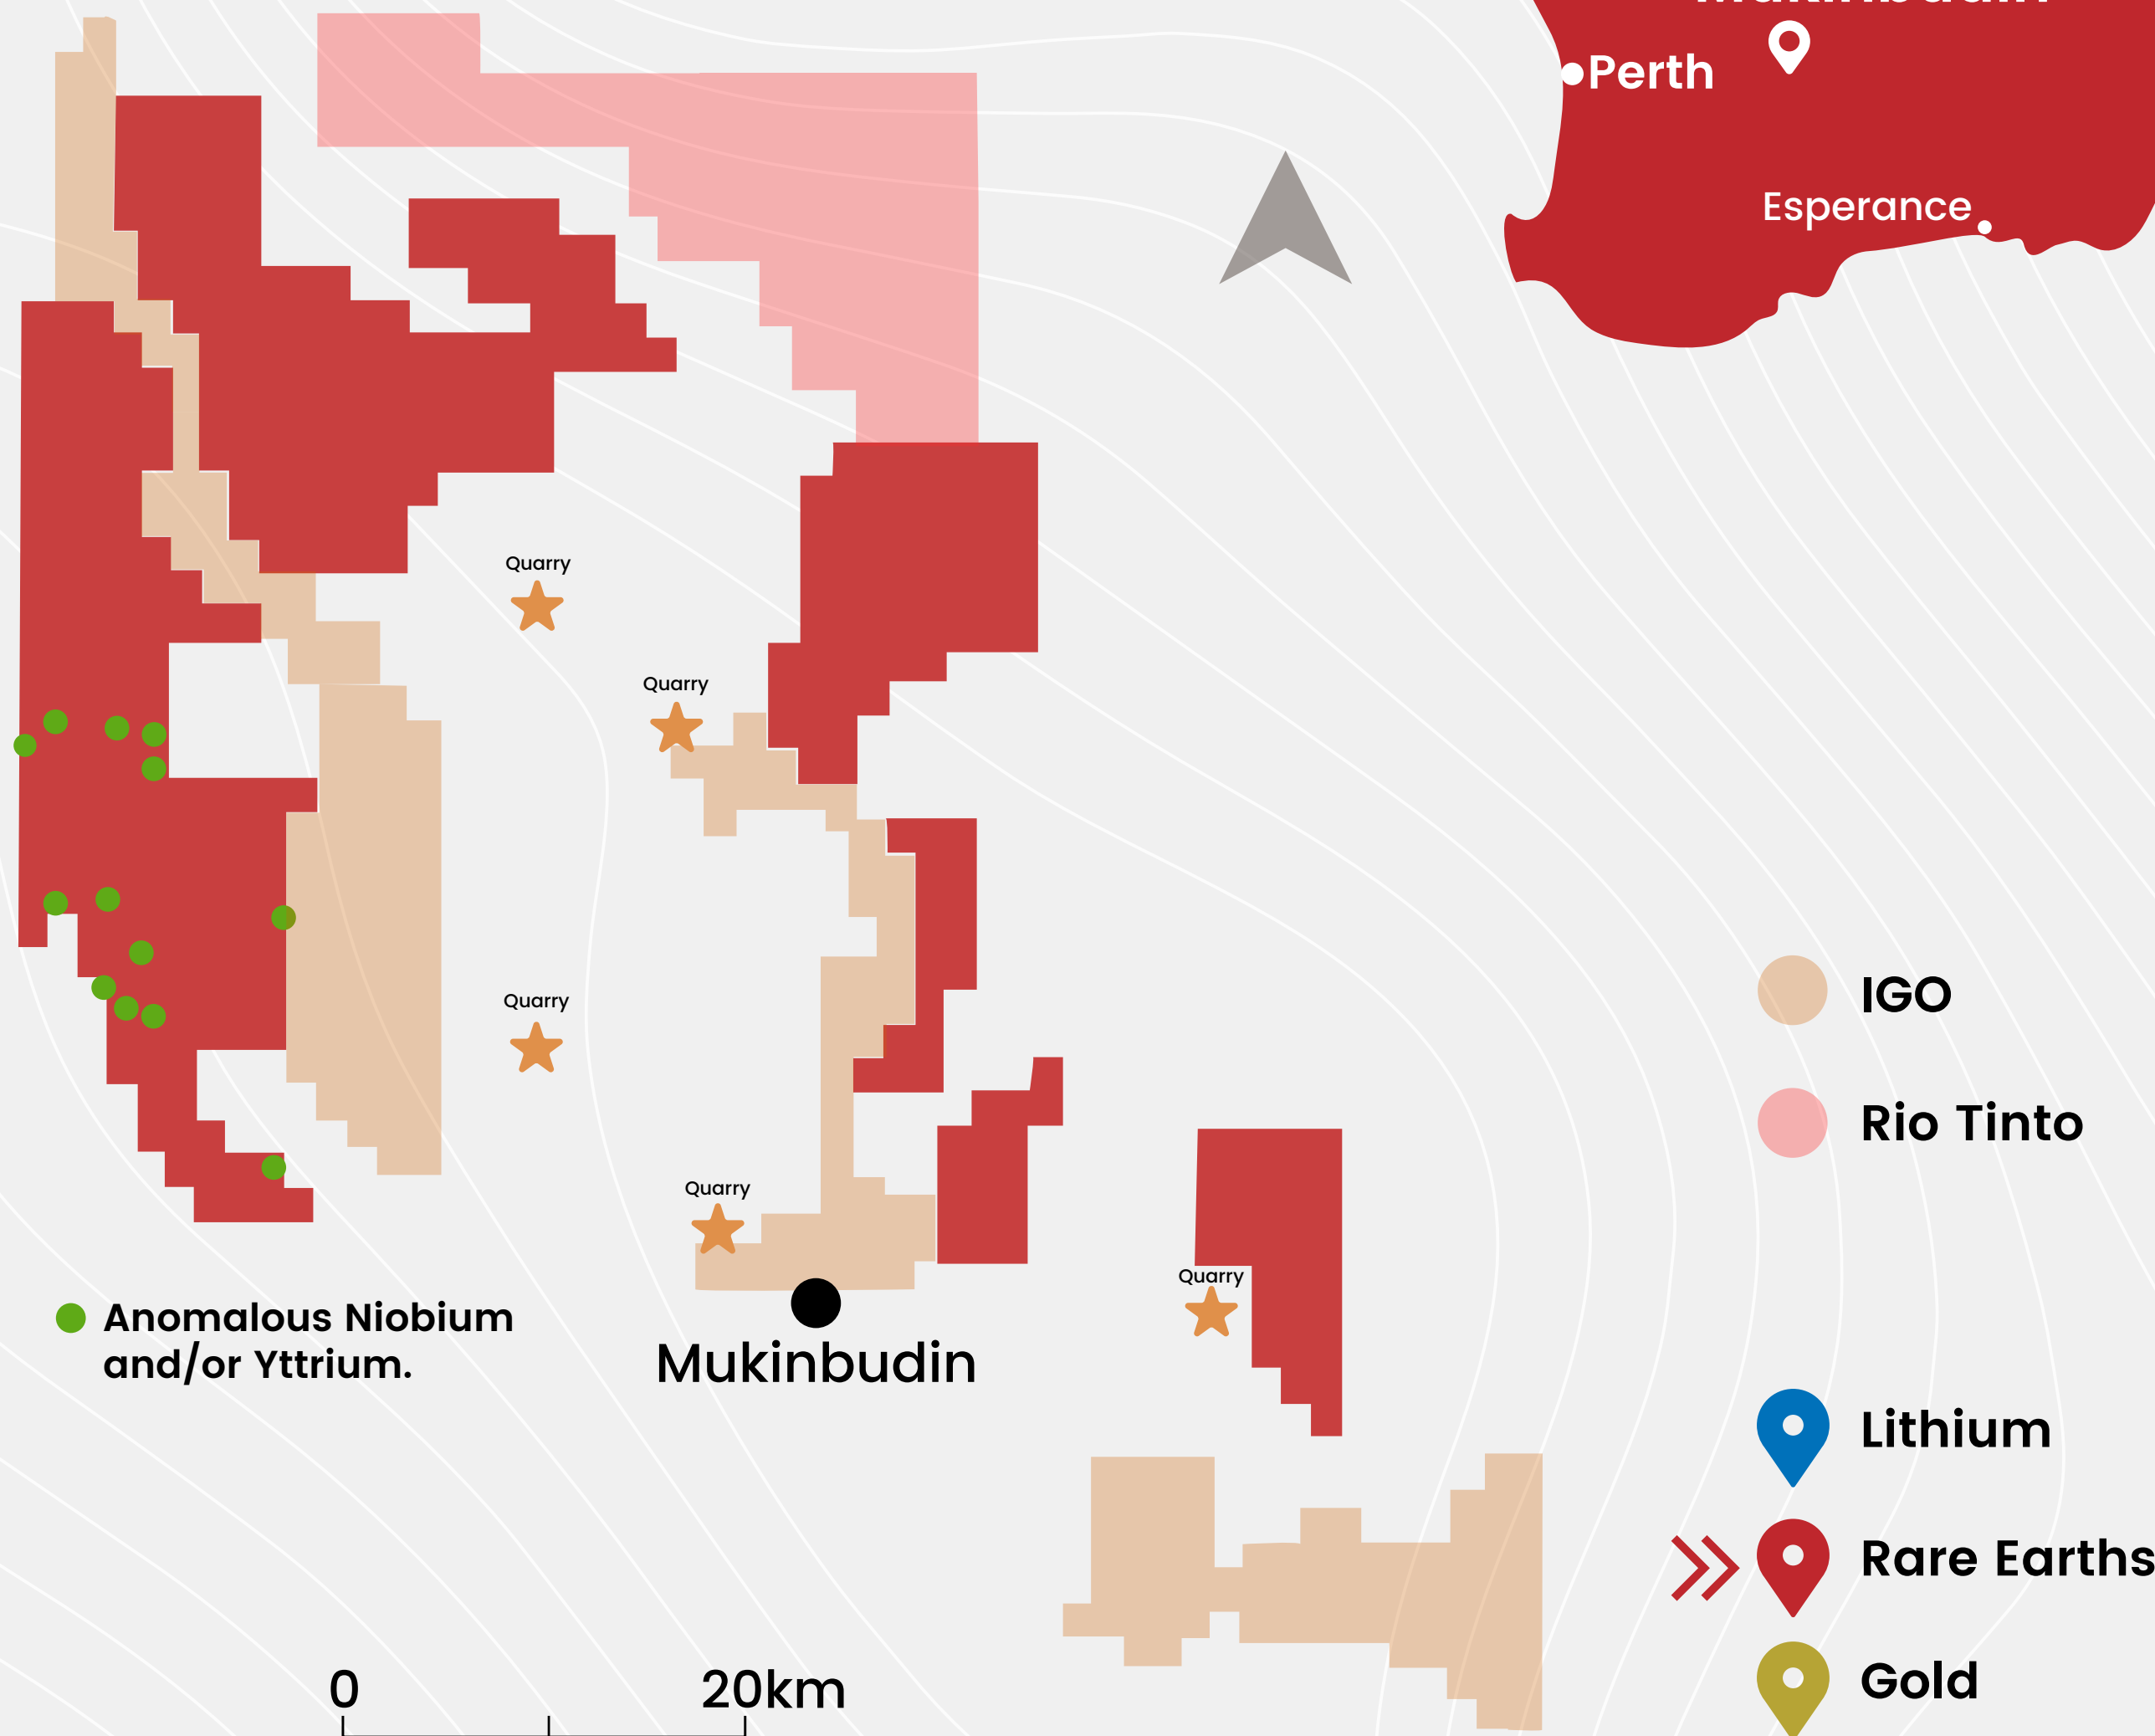 Perth
Esperance
Quarry
Quarry
Quarry
Quarry
Quarry
Mukinbudin
Anomalous Niobium
and/or Yttrium.
IGO
Rio Tinto
Lithium
Rare Earths
Gold
0
20km